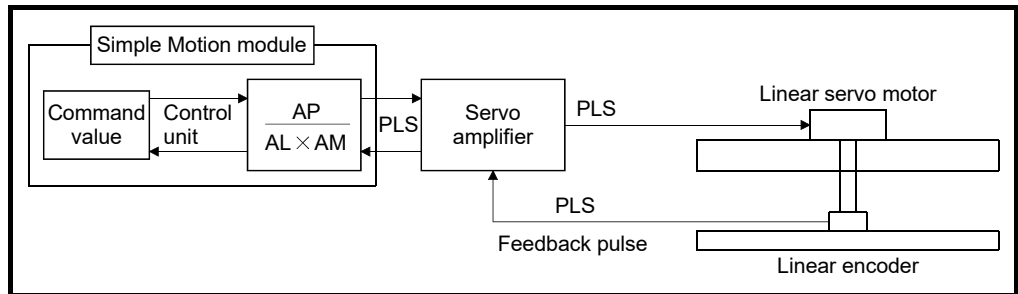 Simple Motion module
Command
value
Control
unit
AP
AL × AM
PLS
Servo
amplifier
PLS
Linear servo motor
PLS
Feedback pulse
Linear encoder